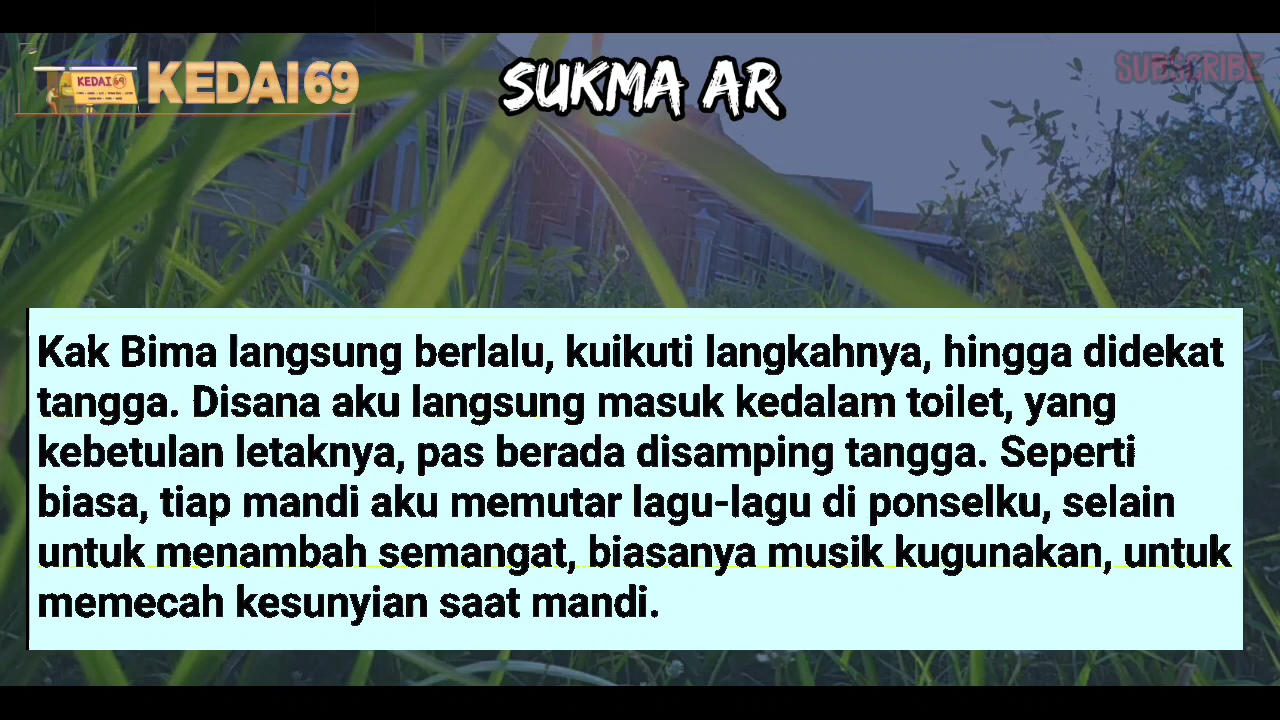 KEDAI69
KEDAI 69
SUKMA AR
SUBSCRIBE
Kak Bima langsung berlalu, kuikuti langkahnya, hingga didekat
tangga. Disana aku langsung masuk kedalam toilet, yang
kebetulan letaknya, pas berada disamping tangga. Seperti
biasa, tiap mandi aku memutar lagu-lagu di ponselku, selain
untuk menambah semangat, biasanya musik kugunakan, untuk
memecah kesunyian saat mandi.